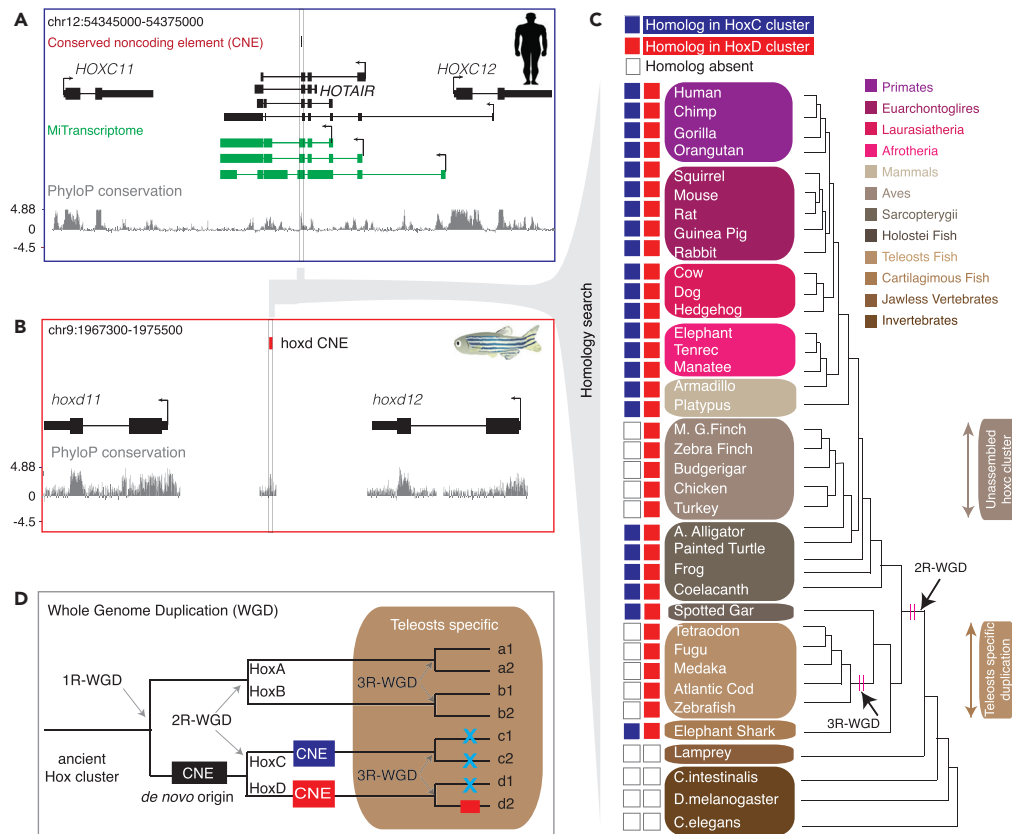 A
chr12:54345000-54375000
Conserved noncoding element (CNE)
HOXC11
HOXC12
HOTAIR
MiTranscriptome
PhyloP conservation
4.88
0
-4.5
B
chr9:1967300-1975500
hoxd CNE
hoxd11
hoxd12
PhyloP conservation
4.88
0
-4.5
Homology search
C
Homolog in HoxC cluster
Homolog in HoxD cluster
Homolog absent
Human
Chimp
Gorilla
Orangutan
Squirrel
Mouse
Rat
Guinea Pig
Rabbit
Cow
Dog
Hedgehog
Elephant
Tenrec
Manatee
Armadillo
Platypus
M. G.Finch
Zebra Finch
Budgerigar
Chicken
Turkey
A. Alligator
Painted Turtle
Frog
Coelacanth
Spotted Gar
Tetraodon
Fugu
Medaka
Atlantic Cod
Zebrafish
Elephant Shark
Lamprey
C.intestinalis
D.melanogaster
C.elegans
Primates
Euarchontoglires
Laurasiatheria
Afrotheria
Mammals
Aves
Sarcopterygii
Holostei Fish
Teleosts Fish
Cartilagimous Fish
Jawless Vertebrates
Invertebrates
Unassembled
hoxc cluster
2R-WGD
Teleosts specific
duplication
3R-WGD
D
Whole Genome Duplication (WGD)
Teleosts specific
1R-WGD
HoxA
HoxB
2R-WGD
HoxC
HoxD
CNE
CNE
CNE
ancient
Hox cluster
de novo origin
3R-WGD
3R-WGD
a1
a2
b1
b2
c1
c2
d1
d2